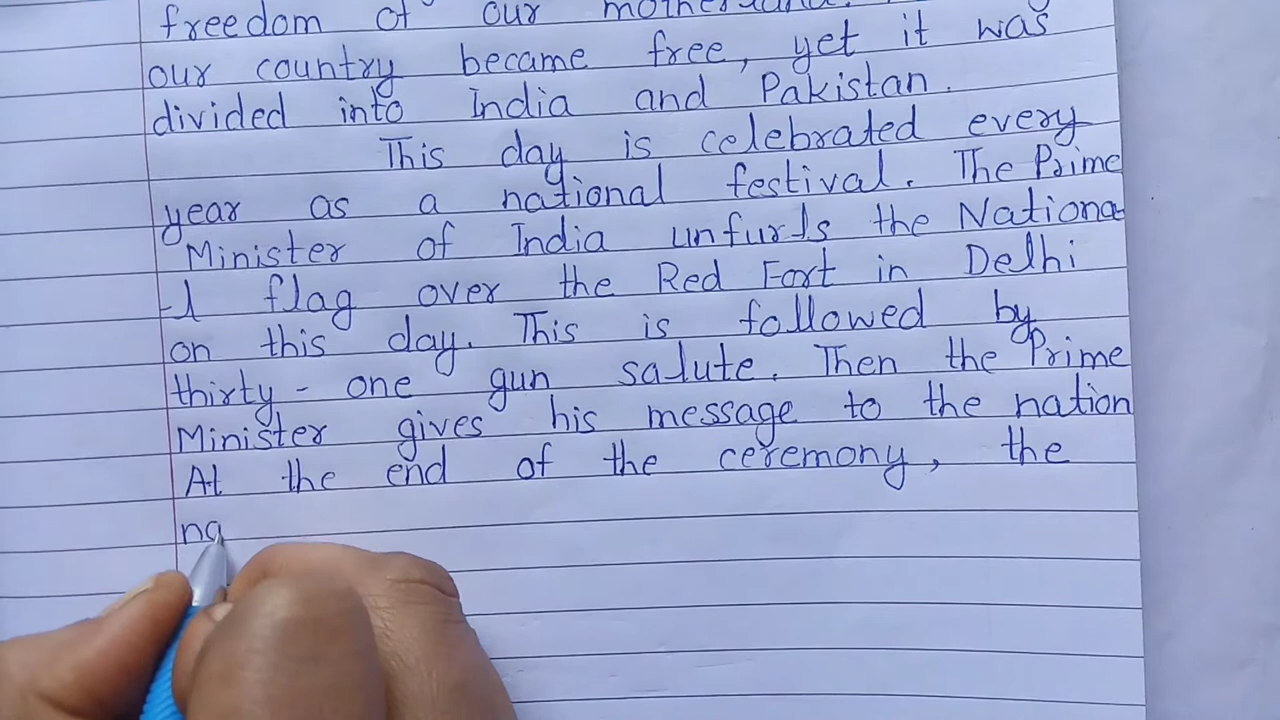 freedom of our motherland.
our country became free, yet it was
divided into India and Pakistan.
This day is celebrated every
year as a national festival. The Prime
Minister of India unfurls the Nationa
-l flag over the Red Fort in Delhi
on this day. This is followed by
thirty - one gun salute. Then the Prime
Minister gives his message to the nation
At the end of the ceremony, the
na